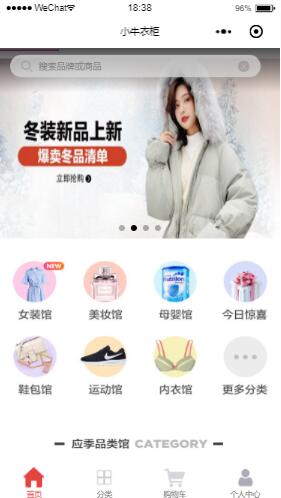 WeChat 18:38 96%
小牛衣柜
搜索品牌或商品
冬装新品上新
爆卖冬品清单
立即抢购
NEW
女装馆 美妆馆 母婴馆 今日惊喜
鞋包馆 运动馆 内衣馆 更多分类
应季品类馆 CATEGORY
首页 分类 购物车 个人中心